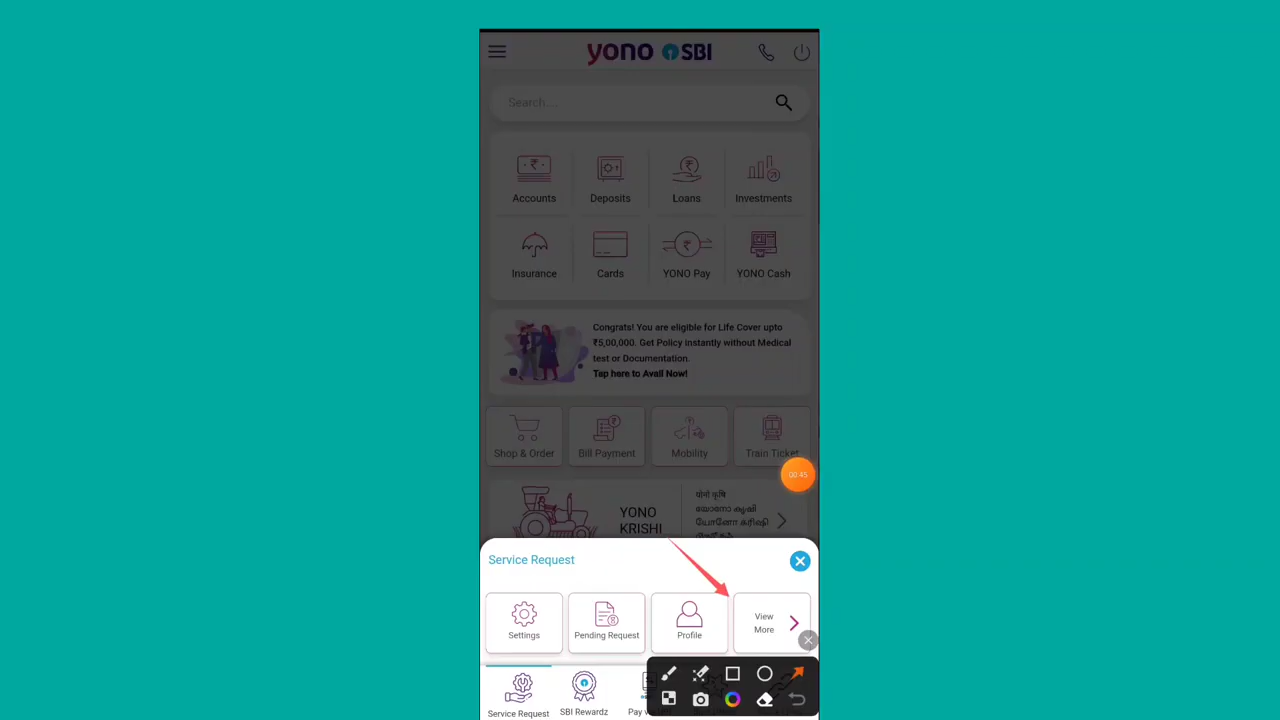 yono SBI
Search...
Accounts
Deposits
Loans
Investments
Insurance
Cards
YONO Pay
YONO Cash
Congrats! You are eligible for Life Cover upto
₹5,00,000. Get Policy instantly without Medical
test or Documentation.
Tap here to Avail Now!
Shop & Order
Bill Payment
Mobility
Train Ticket
00:45
YONO
KRISHI
योनो कृषि
Service Request
Settings
Pending Request
Profile
View
More
Service Request
SBI Rewardz
Pay